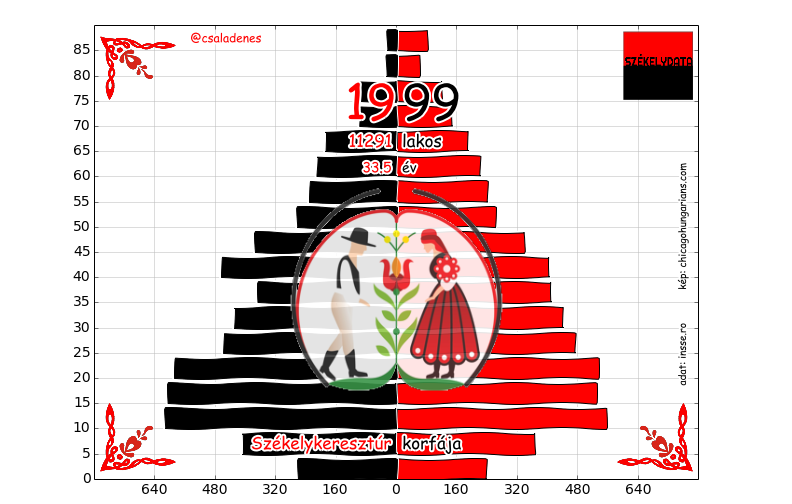 @csaladenes
SZÉKELYDATA
1999
11291 lakos
33.5 év
kép: chicagohungarians.com
adat: insse.ro
Székelykeresztúr korfája
85
80
75
70
65
60
55
50
45
40
35
30
25
20
15
10
5
0
640 480 320 160 0 160 320 480 640